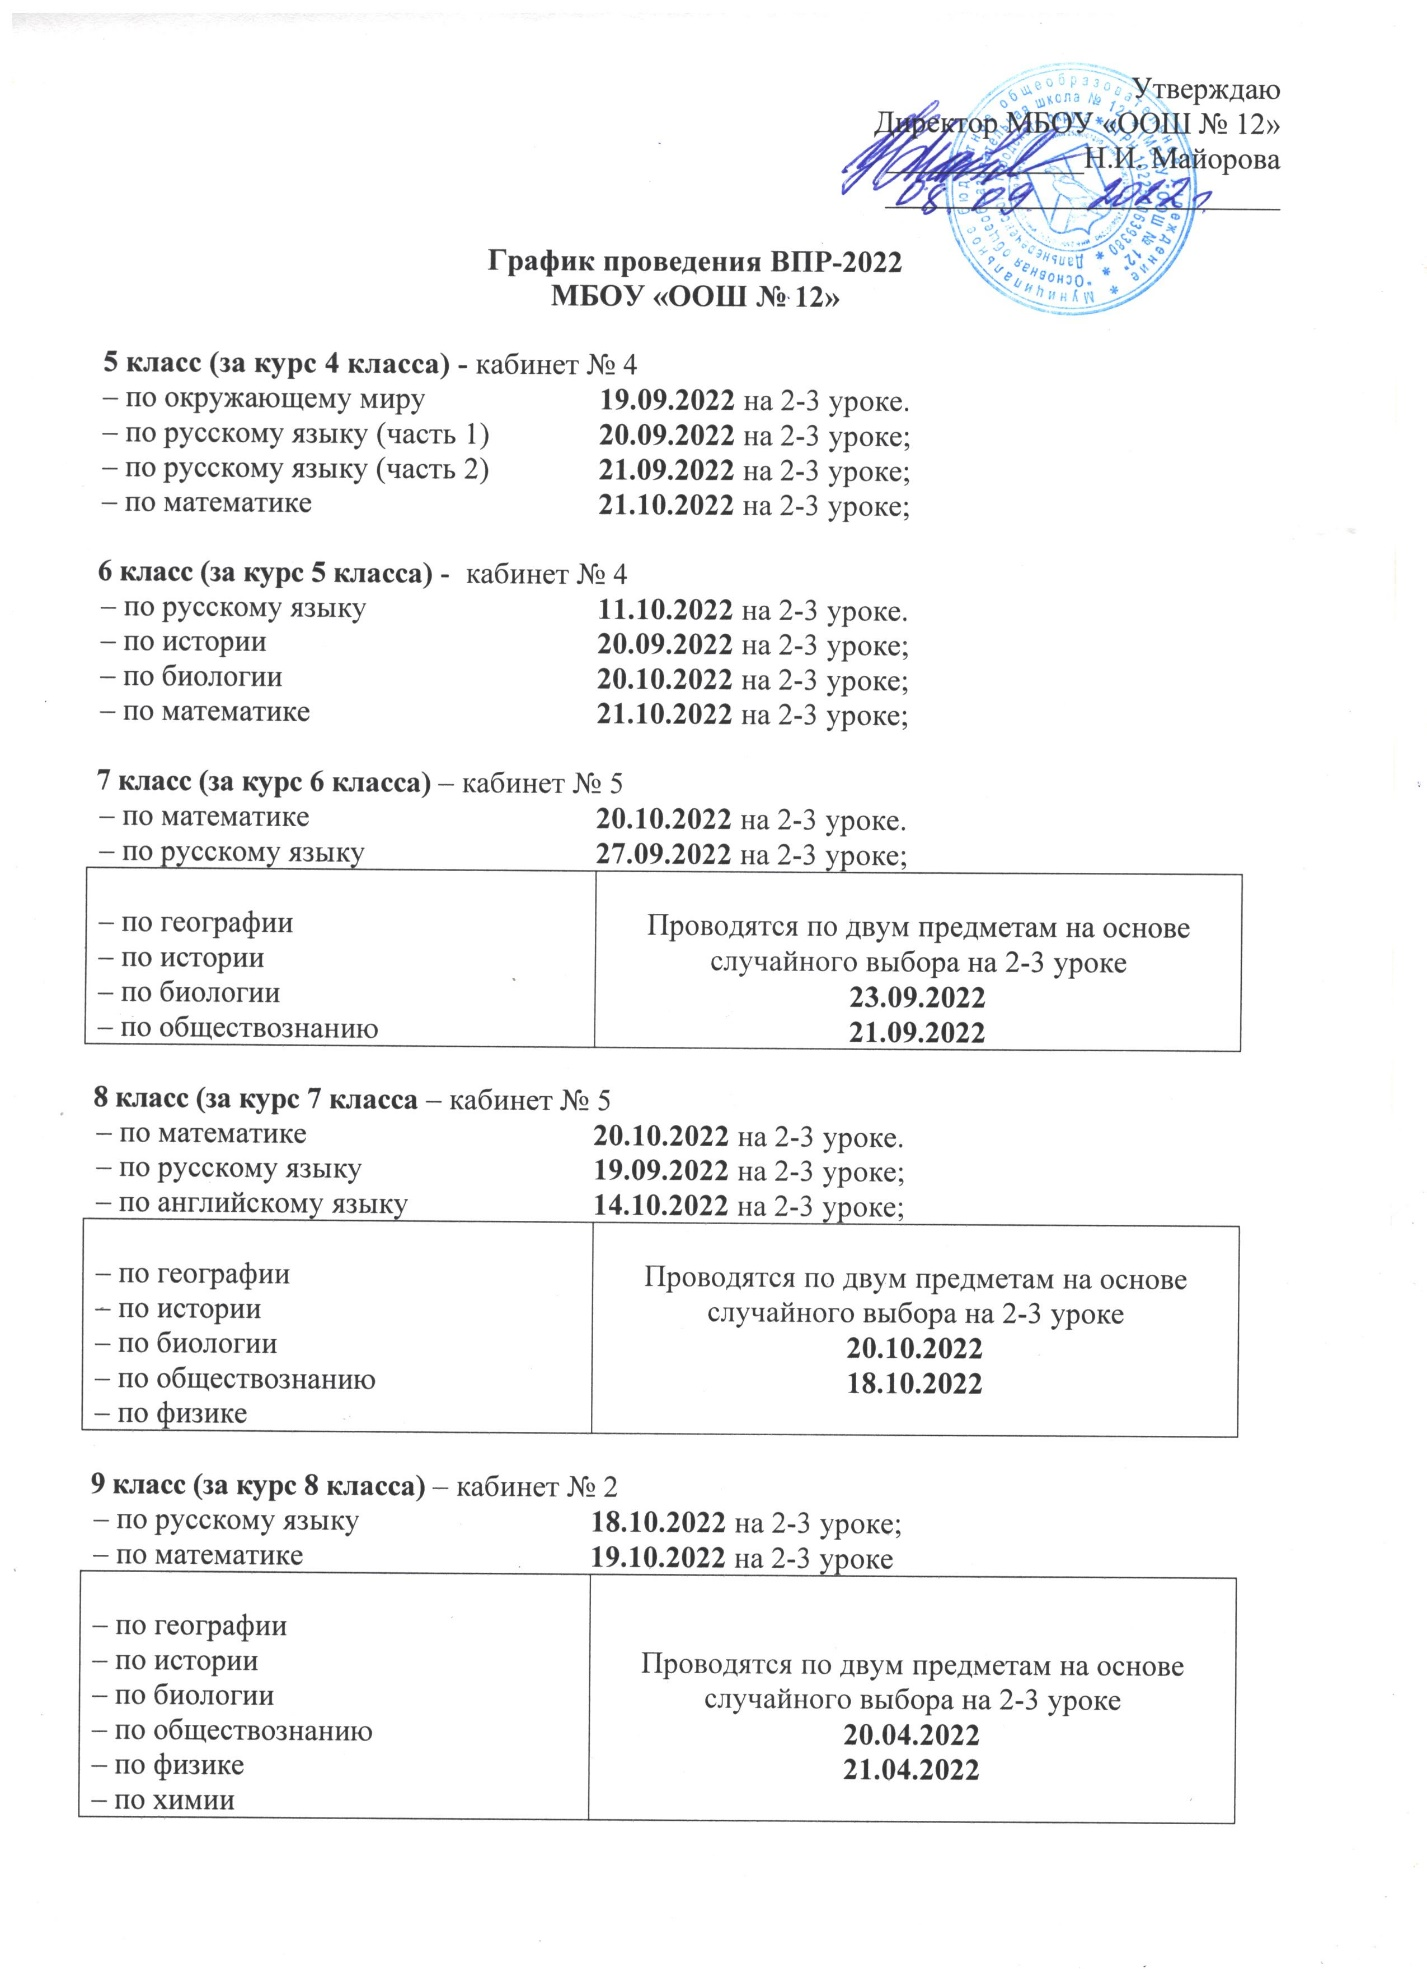 Утверждаю
Директор МБОУ «ООШ № 12»
____________Н.И. Майорова
08. 09 2022 г.
График проведения ВПР-2022
МБОУ «ООШ № 12»
5 класс (за курс 4 класса) - кабинет № 4
– по окружающему миру 19.09.2022 на 2-3 уроке.
– по русскому языку (часть 1) 20.09.2022 на 2-3 уроке;
– по русскому языку (часть 2) 21.09.2022 на 2-3 уроке;
– по математике 21.10.2022 на 2-3 уроке;
6 класс (за курс 5 класса) - кабинет № 4
– по русскому языку 11.10.2022 на 2-3 уроке.
– по истории 20.09.2022 на 2-3 уроке;
– по биологии 20.10.2022 на 2-3 уроке;
– по математике 21.10.2022 на 2-3 уроке;
7 класс (за курс 6 класса) – кабинет № 5
– по математике 20.10.2022 на 2-3 уроке.
– по русскому языку 27.09.2022 на 2-3 уроке;
– по географии
– по истории
– по биологии
– по обществознанию
Проводятся по двум предметам на основе
случайного выбора на 2-3 уроке
23.09.2022
21.09.2022
8 класс (за курс 7 класса – кабинет № 5
– по математике 20.10.2022 на 2-3 уроке.
– по русскому языку 19.09.2022 на 2-3 уроке;
– по английскому языку 14.10.2022 на 2-3 уроке;
– по географии
– по истории
– по биологии
– по обществознанию
– по физике
Проводятся по двум предметам на основе
случайного выбора на 2-3 уроке
20.10.2022
18.10.2022
9 класс (за курс 8 класса) – кабинет № 2
– по русскому языку 18.10.2022 на 2-3 уроке;
– по математике 19.10.2022 на 2-3 уроке
– по географии
– по истории
– по биологии
– по обществознанию
– по физике
– по химии
Проводятся по двум предметам на основе
случайного выбора на 2-3 уроке
20.04.2022
21.04.2022